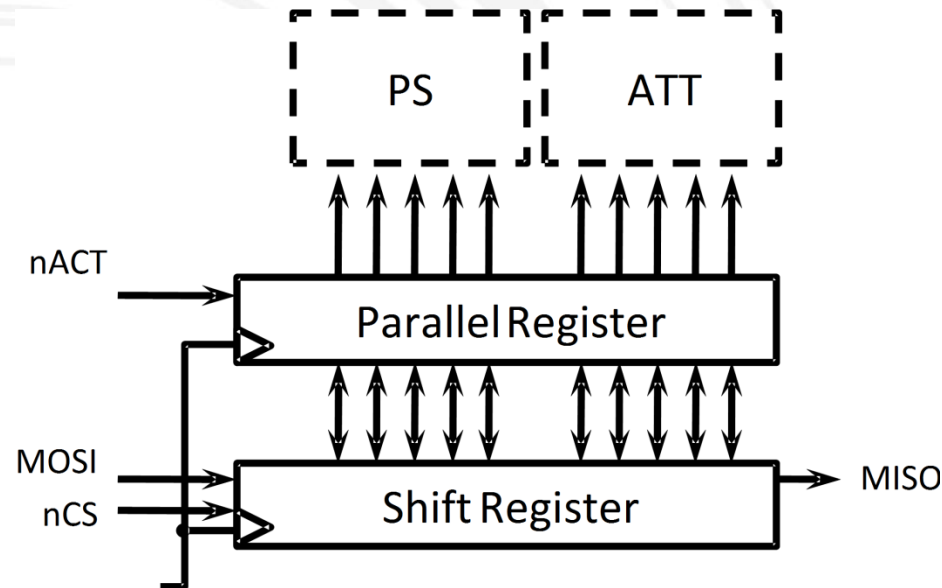 PS
ATT
nACT
Parallel Register
MOSI
nCS
Shift Register
MISO